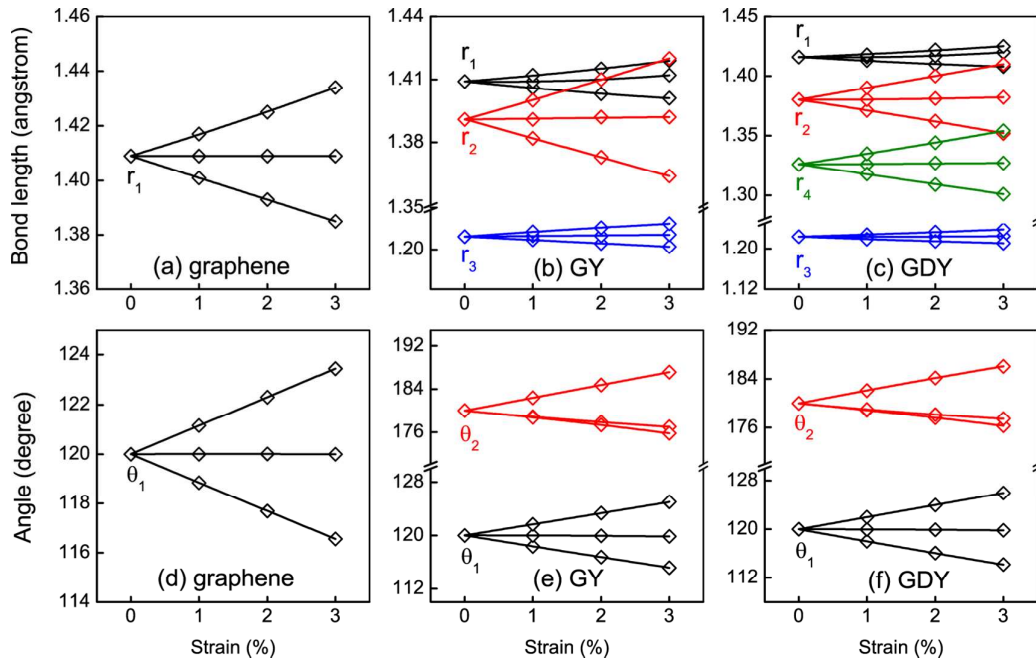 Bond length (angstrom)
1.46
1.44
1.42
1.40
1.38
1.36
r1
(a) graphene
0 1 2 3
1.44
1.41
1.38
1.35
1.35
1.20
r1
r2
r3
(b) GY
0 1 2 3
1.45
1.40
1.35
1.30
1.28
1.20
1.12
r1
r2
r4
r3
(c) GDY
0 1 2 3
Angle (degree)
124
122
120
118
116
114
θ1
(d) graphene
0 1 2 3
Strain (%)
192
184
176
128
120
112
θ2
θ1
(e) GY
0 1 2 3
Strain (%)
192
184
176
128
120
112
θ2
θ1
(f) GDY
0 1 2 3
Strain (%)